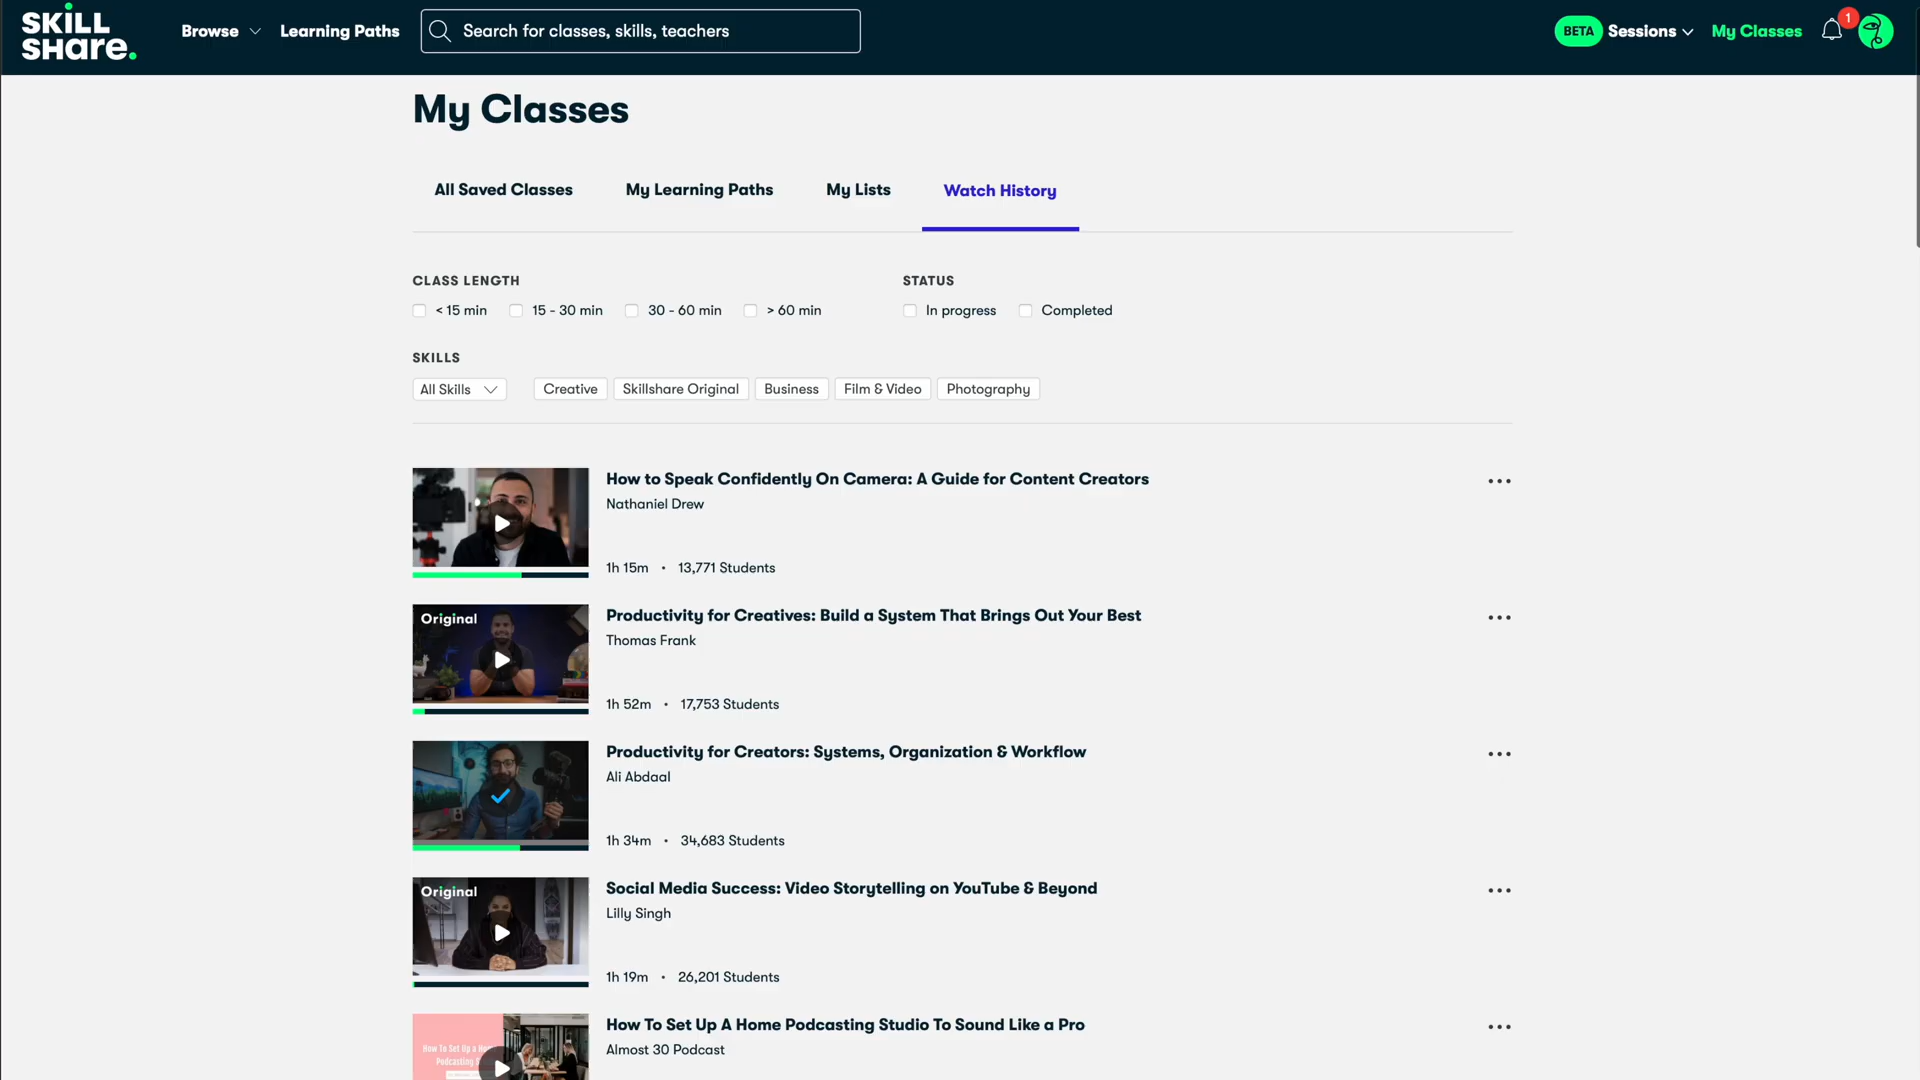 SKILL
SHARE.
Browse
Learning Paths
Search for classes, skills, teachers
BETA
Sessions
My Classes
1
My Classes
All Saved Classes
My Learning Paths
My Lists
Watch History
CLASS LENGTH
< 15 min
15 - 30 min
30 - 60 min
> 60 min
STATUS
In progress
Completed
SKILLS
All Skills
Creative
Skillshare Original
Business
Film & Video
Photography
How to Speak Confidently On Camera: A Guide for Content Creators
Nathaniel Drew
1h 15m • 13,771 Students
Original
Productivity for Creatives: Build a System That Brings Out Your Best
Thomas Frank
1h 52m • 17,753 Students
Productivity for Creators: Systems, Organization & Workflow
Ali Abdaal
1h 34m • 34,683 Students
Original
Social Media Success: Video Storytelling on YouTube & Beyond
Lilly Singh
1h 19m • 26,201 Students
How To Set Up a
Podcasting
How To Set Up A Home Podcasting Studio To Sound Like a Pro
Almost 30 Podcast